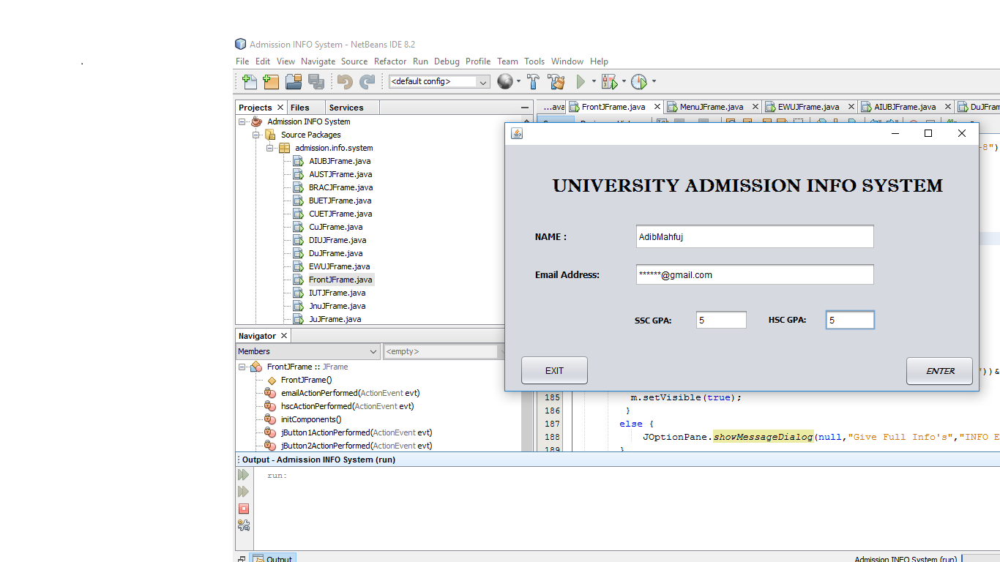 Admission INFO System - NetBeans IDE 8.2
File Edit View Navigate Source Refactor Run Debug Profile Team Tools Window Help
<default config>
Projects Files Services
...ava FrontJFrame.java MenuJFrame.java EWUJFrame.java AIUBJFrame.java DuJFram
Admission INFO System
Source Packages
admission.info.system
AIUBJFrame.java
AUSTJFrame.java
BRACJFrame.java
BUETJFrame.java
CUETJFrame.java
CuJFrame.java
DIUJFrame.java
DuJFrame.java
EWUJFrame.java
FrontJFrame.java
IUTJFrame.java
JnuJFrame.java
JuJFrame.java
-8")
UNIVERSITY ADMISSION INFO SYSTEM
NAME :
AdibMahfuj
Email Address:
******@gmail.com
SSC GPA: 5 HSC GPA: 5
EXIT ENTER
Navigator
Members <empty>
FrontJFrame :: JFrame
FrontJFrame()
emailActionPerformed(ActionEvent evt)
hscActionPerformed(ActionEvent evt)
initComponents()
jButton1ActionPerformed(ActionEvent evt)
jButton2ActionPerformed(ActionEvent evt)
"))&
185 m.setVisible(true);
186 }
187 else {
188 JOptionPane.showMessageDialog(null,"Give Full Info's","INFO E
189 }
Output - Admission INFO System (run)
run:
Output
Admission INFO System (run)